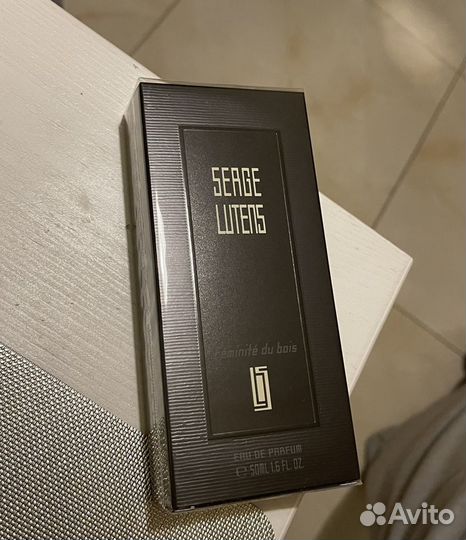 SERGE
LUTENS
Féminité du bois
EAU DE PARFUM
℮ 50ML 1.6 FL. OZ.
Avito